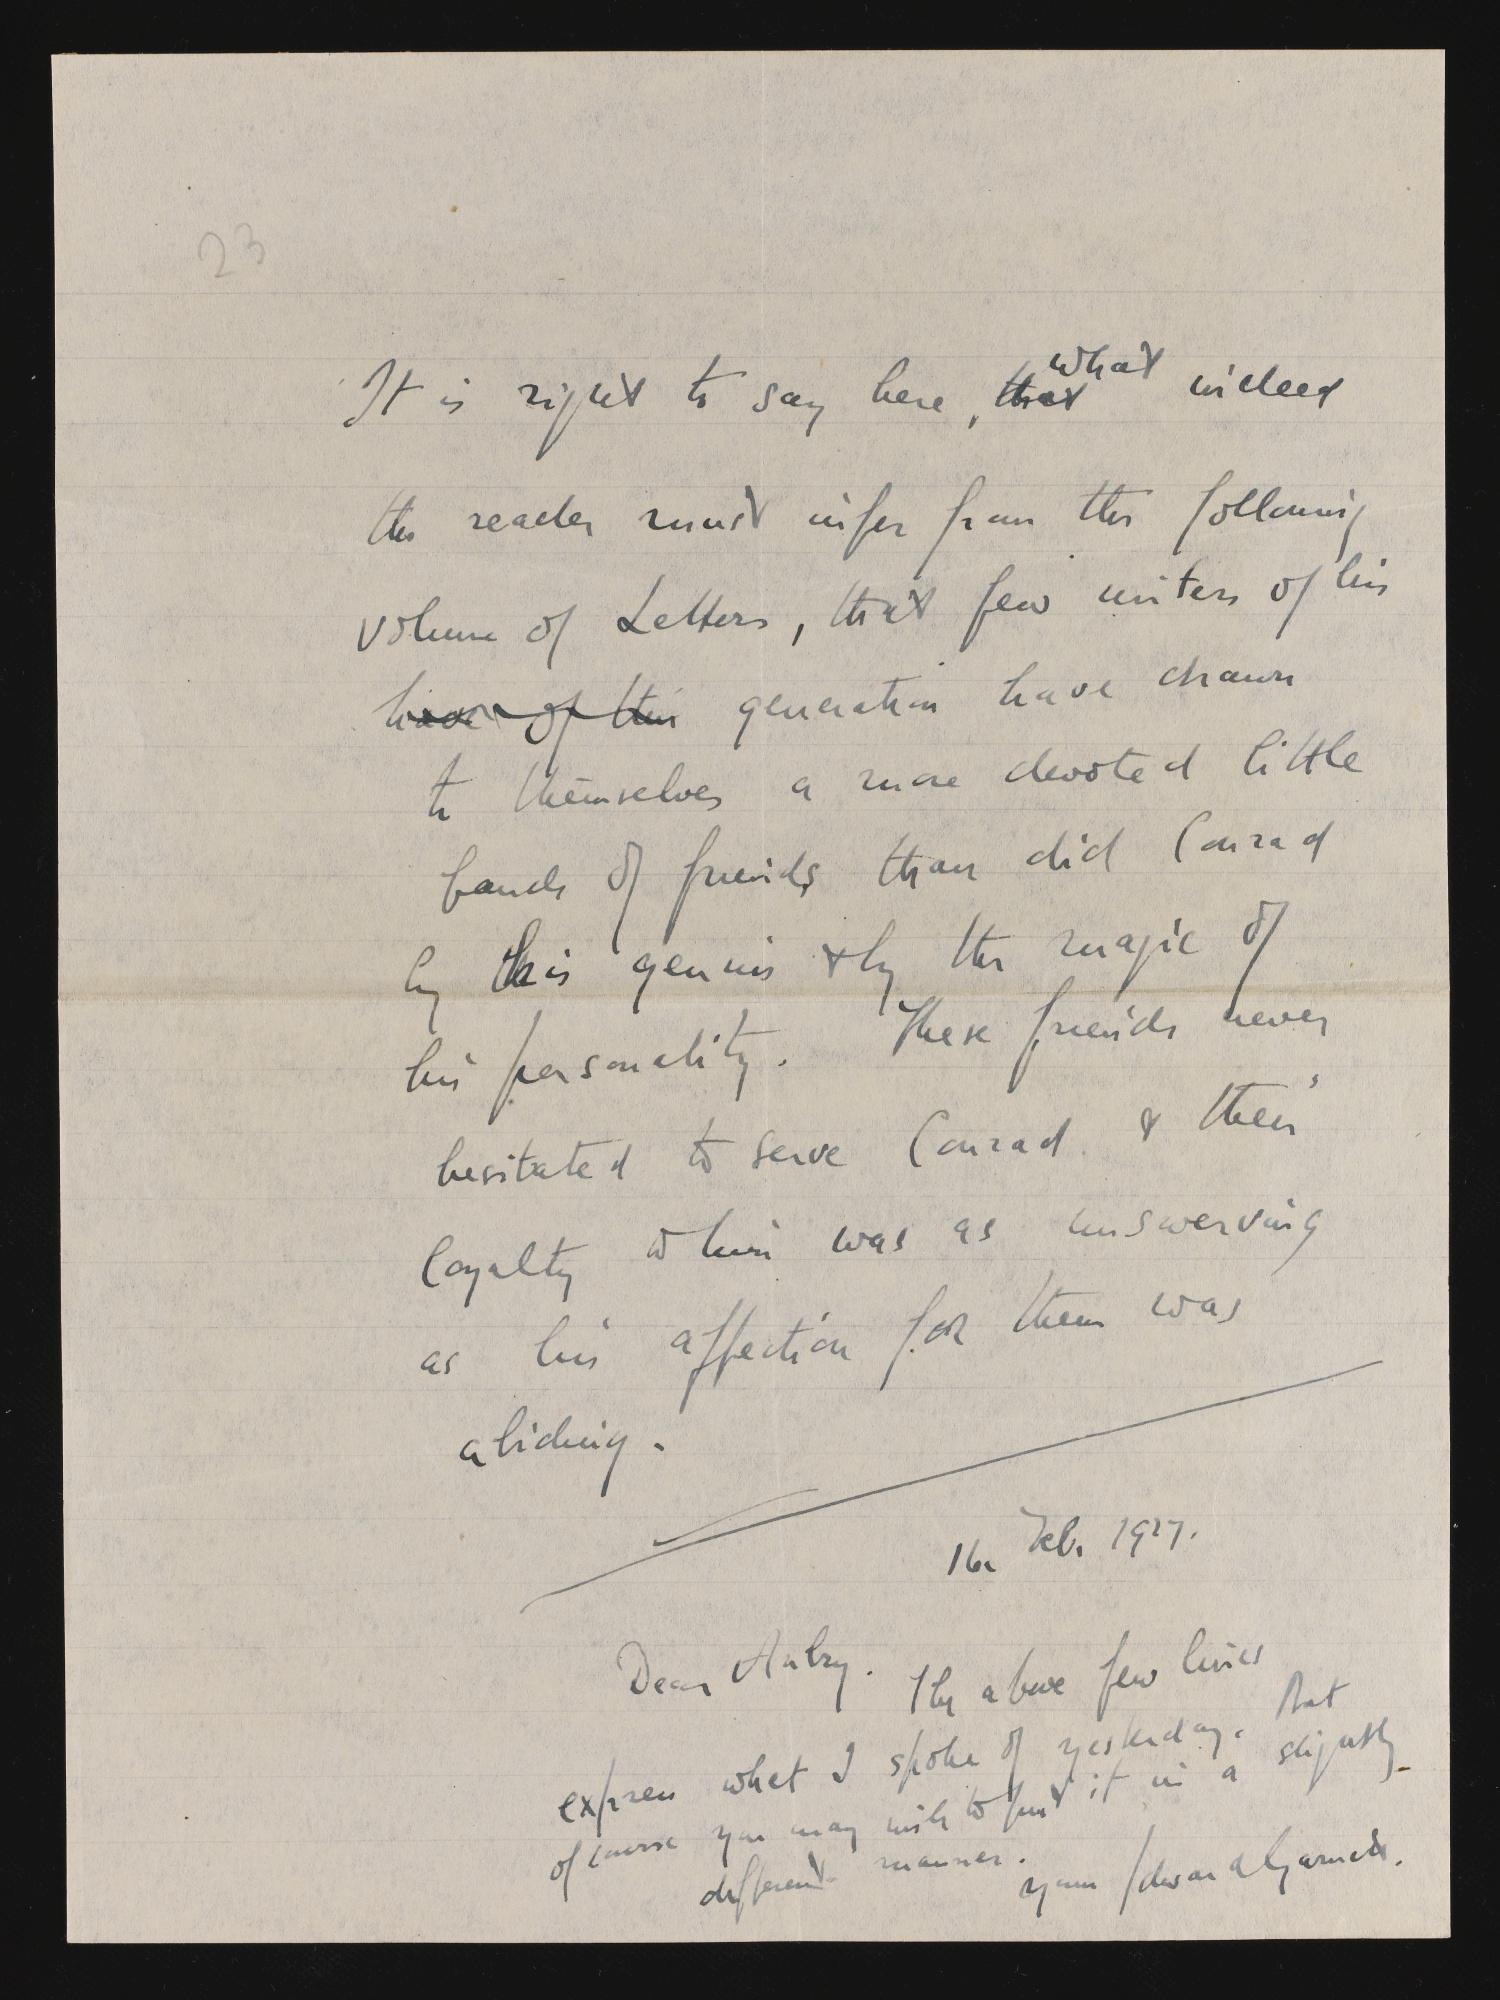 23
It is right to say here, that what indeed
the reader must infer from the following
volume of Letters, that few writers of his
generation have drawn
to themselves a more devoted little
band of friends than did Conrad
by his genius & by the magic of
his personality. These friends never
hesitated to serve Conrad & their
loyalty to him was as unswerving
as his affection for them was
abiding.
16 Feb. 1927.
Dear Aubry. The above few lines
express what I spoke of yesterday. But
of course you may wish to put it in a slightly
different manner.
yours Edward Garnett.